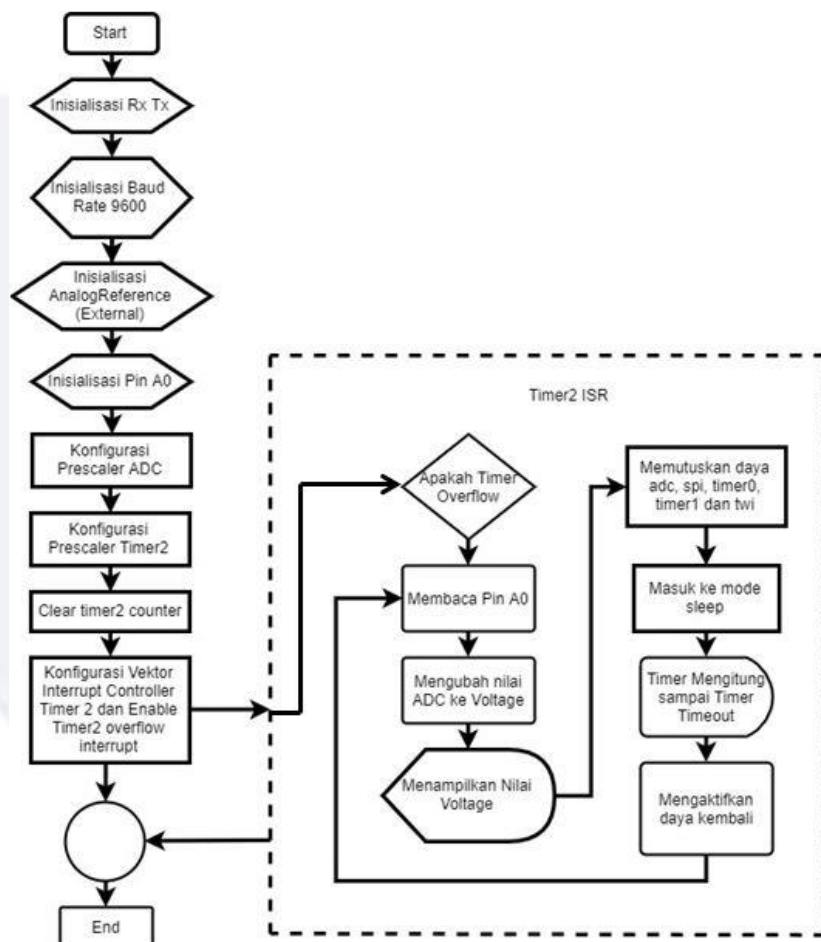 Start
Inisialisasi Rx Tx
Inisialisasi Baud
Rate 9600
Inisialisasi
AnalogReference
(External)
Inisialisasi Pin A0
Konfigurasi
Prescaler ADC
Konfigurasi
Prescaler Timer2
Clear timer2 counter
Konfigurasi Vektor
Interrupt Controller
Timer 2 dan Enable
Timer2 overflow
interrupt
End
Timer2 ISR
Apakah Timer
Overflow
Membaca Pin A0
Mengubah nilai
ADC ke Voltage
Menampilkan Nilai
Voltage
Memutuskan daya
adc, spi, timer0,
timer1 dan twi
Masuk ke mode
sleep
Timer Mengitung
sampai Timer
Timeout
Mengaktifkan
daya kembali